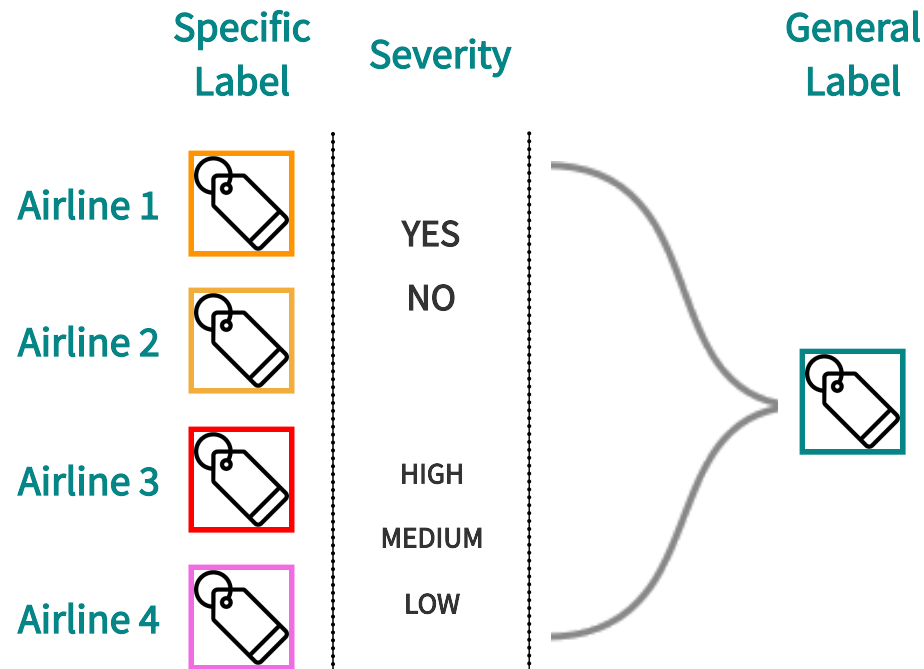 Specific
Label
Severity
General
Label
Airline 1
YES
NO
Airline 2
Airline 3
HIGH
MEDIUM
LOW
Airline 4